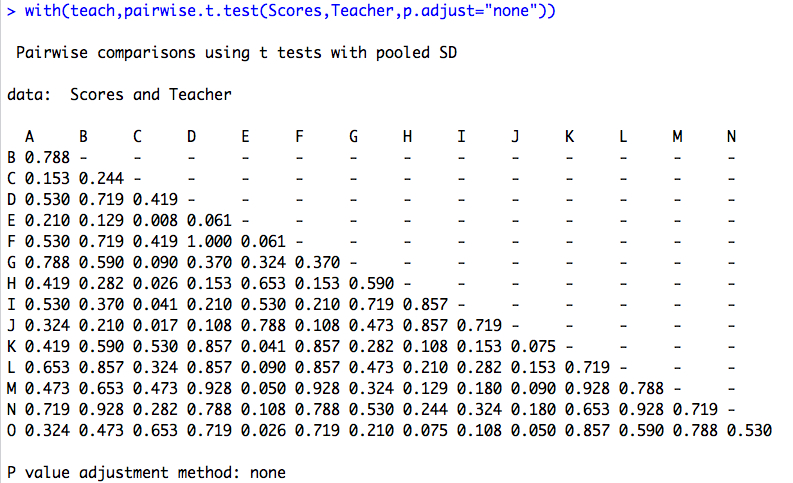 > with(teach,pairwise.t.test(Scores,Teacher,p.adjust="none"))
Pairwise comparisons using t tests with pooled SD
data:  Scores and Teacher
  A     B     C     D     E     F     G     H     I     J     K     L     M     N
B 0.788 -     -     -     -     -     -     -     -     -     -     -     -     -
C 0.153 0.244 -     -     -     -     -     -     -     -     -     -     -     -
D 0.530 0.719 0.419 -     -     -     -     -     -     -     -     -     -     -
E 0.210 0.129 0.008 0.061 -     -     -     -     -     -     -     -     -     -
F 0.530 0.719 0.419 1.000 0.061 -     -     -     -     -     -     -     -     -
G 0.788 0.590 0.090 0.370 0.324 0.370 -     -     -     -     -     -     -     -
H 0.419 0.282 0.026 0.153 0.653 0.153 0.590 -     -     -     -     -     -     -
I 0.530 0.370 0.041 0.210 0.530 0.210 0.719 0.857 -     -     -     -     -     -
J 0.324 0.210 0.017 0.108 0.788 0.108 0.473 0.857 0.719 -     -     -     -     -
K 0.419 0.590 0.530 0.857 0.041 0.857 0.282 0.108 0.153 0.075 -     -     -     -
L 0.653 0.857 0.324 0.857 0.090 0.857 0.473 0.210 0.282 0.153 0.719 -     -     -
M 0.473 0.653 0.473 0.928 0.050 0.928 0.324 0.129 0.180 0.090 0.928 0.788 -     -
N 0.719 0.928 0.282 0.788 0.108 0.788 0.530 0.244 0.324 0.180 0.653 0.928 0.719 -
O 0.324 0.473 0.653 0.719 0.026 0.719 0.210 0.075 0.108 0.050 0.857 0.590 0.788 0.530
P value adjustment method: none